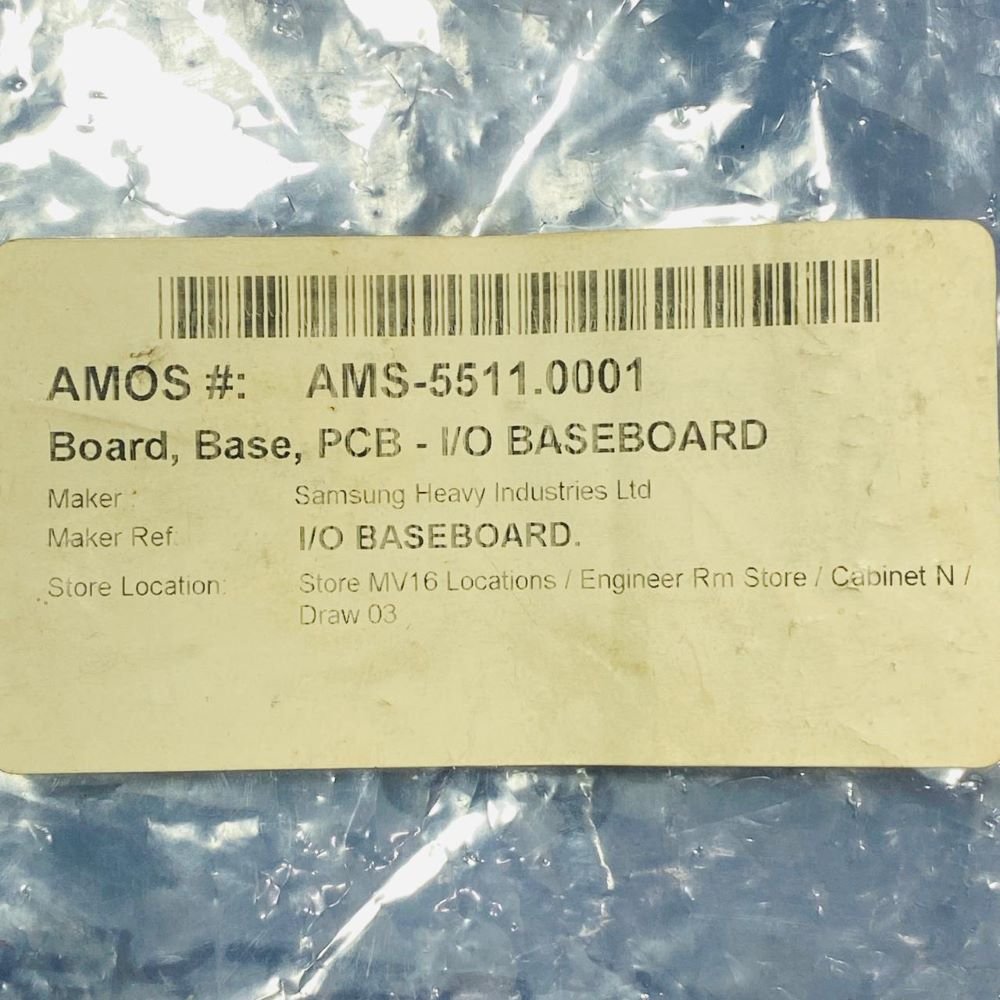 AMOS #: AMS-5511.0001
Board, Base, PCB - I/O BASEBOARD
Maker : Samsung Heavy Industries Ltd
Maker Ref: I/O BASEBOARD.
Store Location: Store MV16 Locations / Engineer Rm Store / Cabinet N /
Draw 03